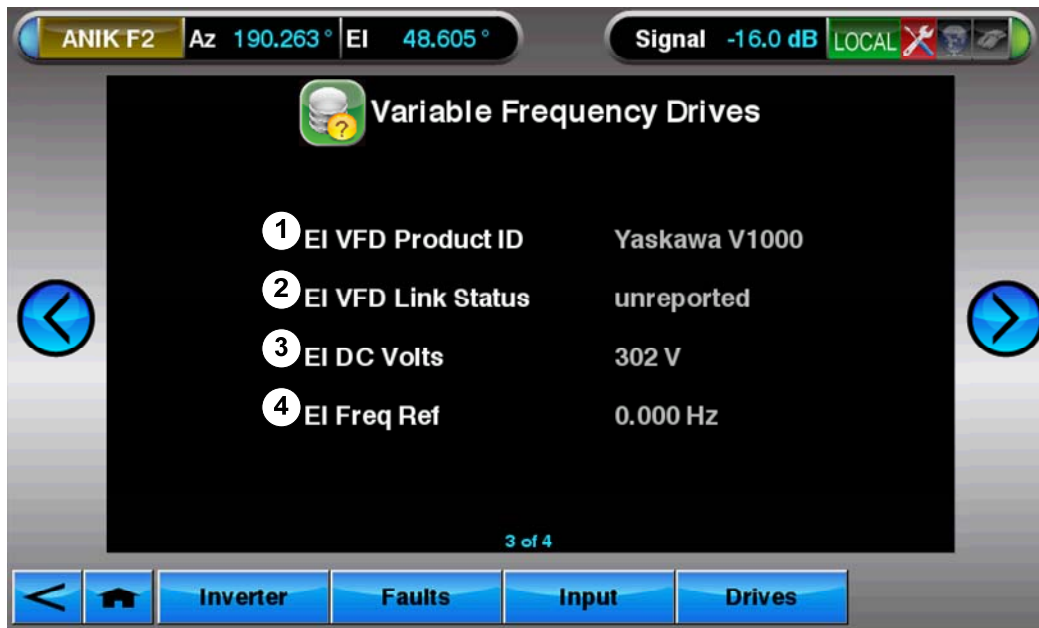 ANIK F2 Az 190.263° El 48.605° Signal -16.0 dB LOCAL
? Variable Frequency Drives
1 El VFD Product ID Yaskawa V1000
2 El VFD Link Status unreported
3 El DC Volts 302 V
4 El Freq Ref 0.000 Hz
3 of 4
Inverter Faults Input Drives